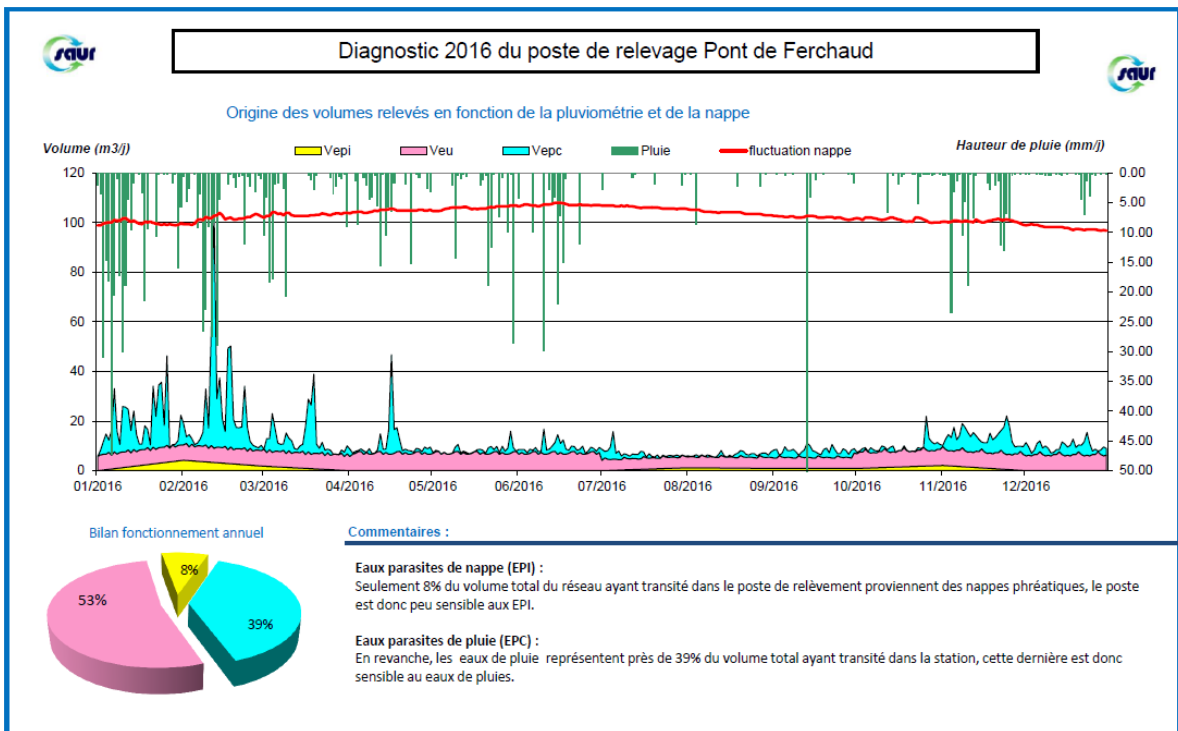 saur
Diagnostic 2016 du poste de relevage Pont de Ferchaud
saur
Origine des volumes relevés en fonction de la pluviométrie et de la nappe
Volume (m3/j)
Vepi
Veu
Vepc
Pluie
fluctuation nappe
Hauteur de pluie (mm/j)
120
100
80
60
40
20
0
0.00
5.00
10.00
15.00
20.00
25.00
30.00
35.00
40.00
45.00
50.00
01/2016
02/2016
03/2016
04/2016
05/2016
06/2016
07/2016
08/2016
09/2016
10/2016
11/2016
12/2016
Bilan fonctionnement annuel
8%
53%
39%
Commentaires :
Eaux parasites de nappe (EPI) :
Seulement 8% du volume total du réseau ayant transité dans le poste de relèvement proviennent des nappes phréatiques, le poste
est donc peu sensible aux EPI.
Eaux parasites de pluie (EPC) :
En revanche, les eaux de pluie représentent près de 39% du volume total ayant transité dans la station, cette dernière est donc
sensible au eaux de pluies.